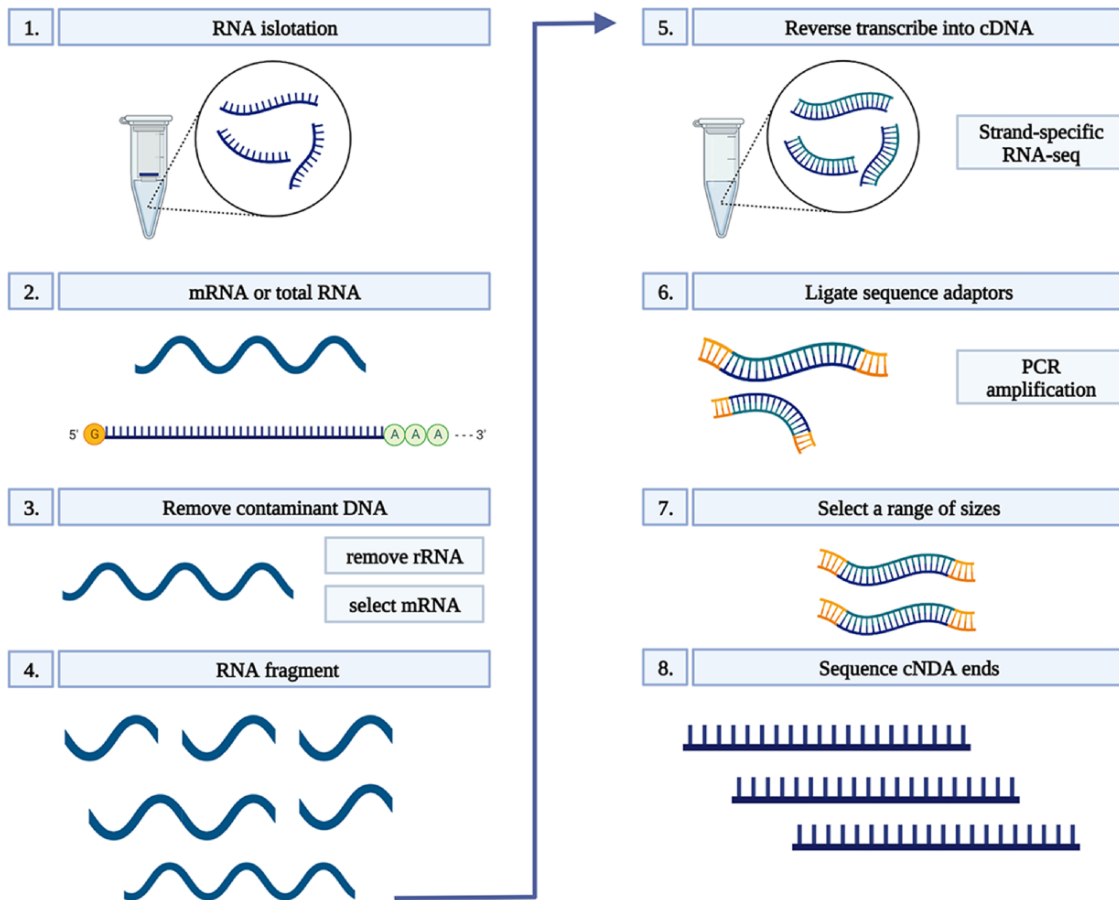 1.
RNA islotation
2.
mRNA or total RNA
5' G A A A ---3'
3.
Remove contaminant DNA
remove rRNA
select mRNA
4.
RNA fragment
5.
Reverse transcribe into cDNA
Strand-specific
RNA-seq
6.
Ligate sequence adaptors
PCR
amplification
7.
Select a range of sizes
8.
Sequence cNDA ends